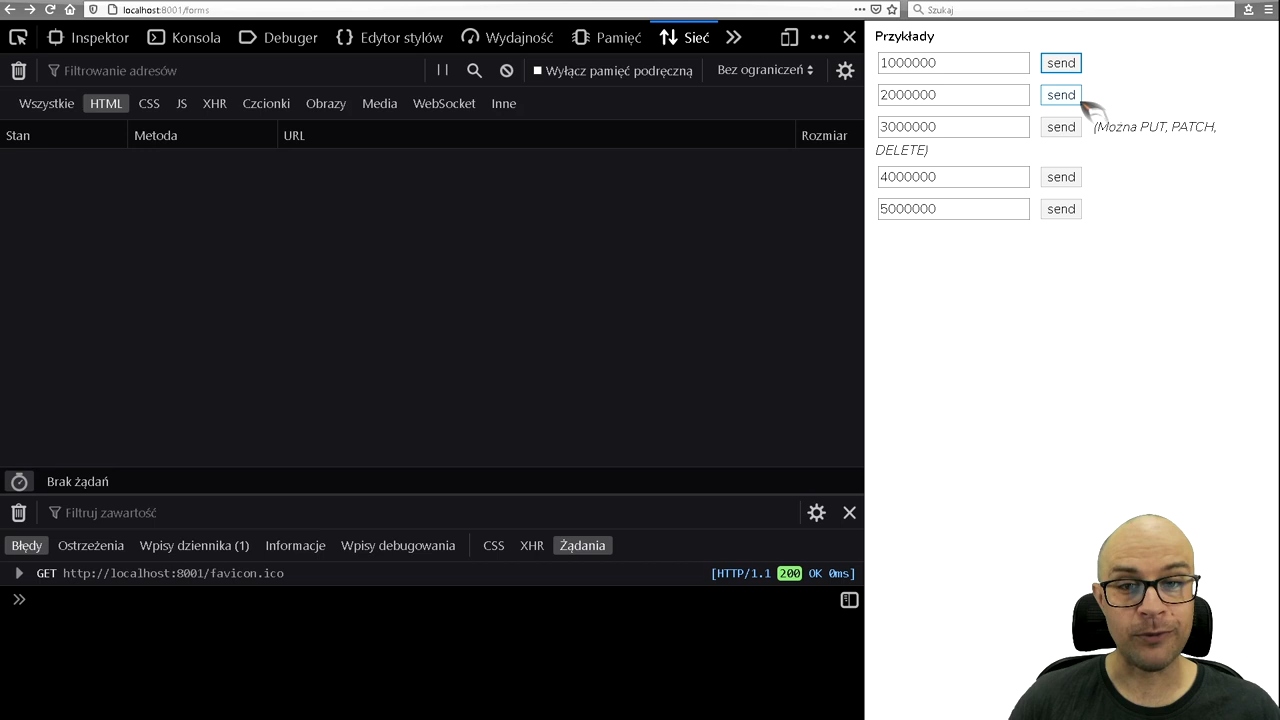 localhost:8001/forms
Szukaj
Inspektor Konsola Debuger Edytor stylów Wydajność Pamięć Sieć
Filtrowanie adresów Wyłącz pamięć podręczną Bez ograniczeń
Wszystkie HTML CSS JS XHR Czcionki Obrazy Media WebSocket Inne
Stan Metoda URL Rozmiar
Brak żądań
Filtruj zawartość
Błędy Ostrzeżenia Wpisy dziennika (1) Informacje Wpisy debugowania CSS XHR Żądania
GET http://localhost:8001/favicon.ico [HTTP/1.1 200 OK 0ms]
Przykłady
1000000 send
2000000 send
3000000 send (Można PUT, PATCH,
DELETE)
4000000 send
5000000 send